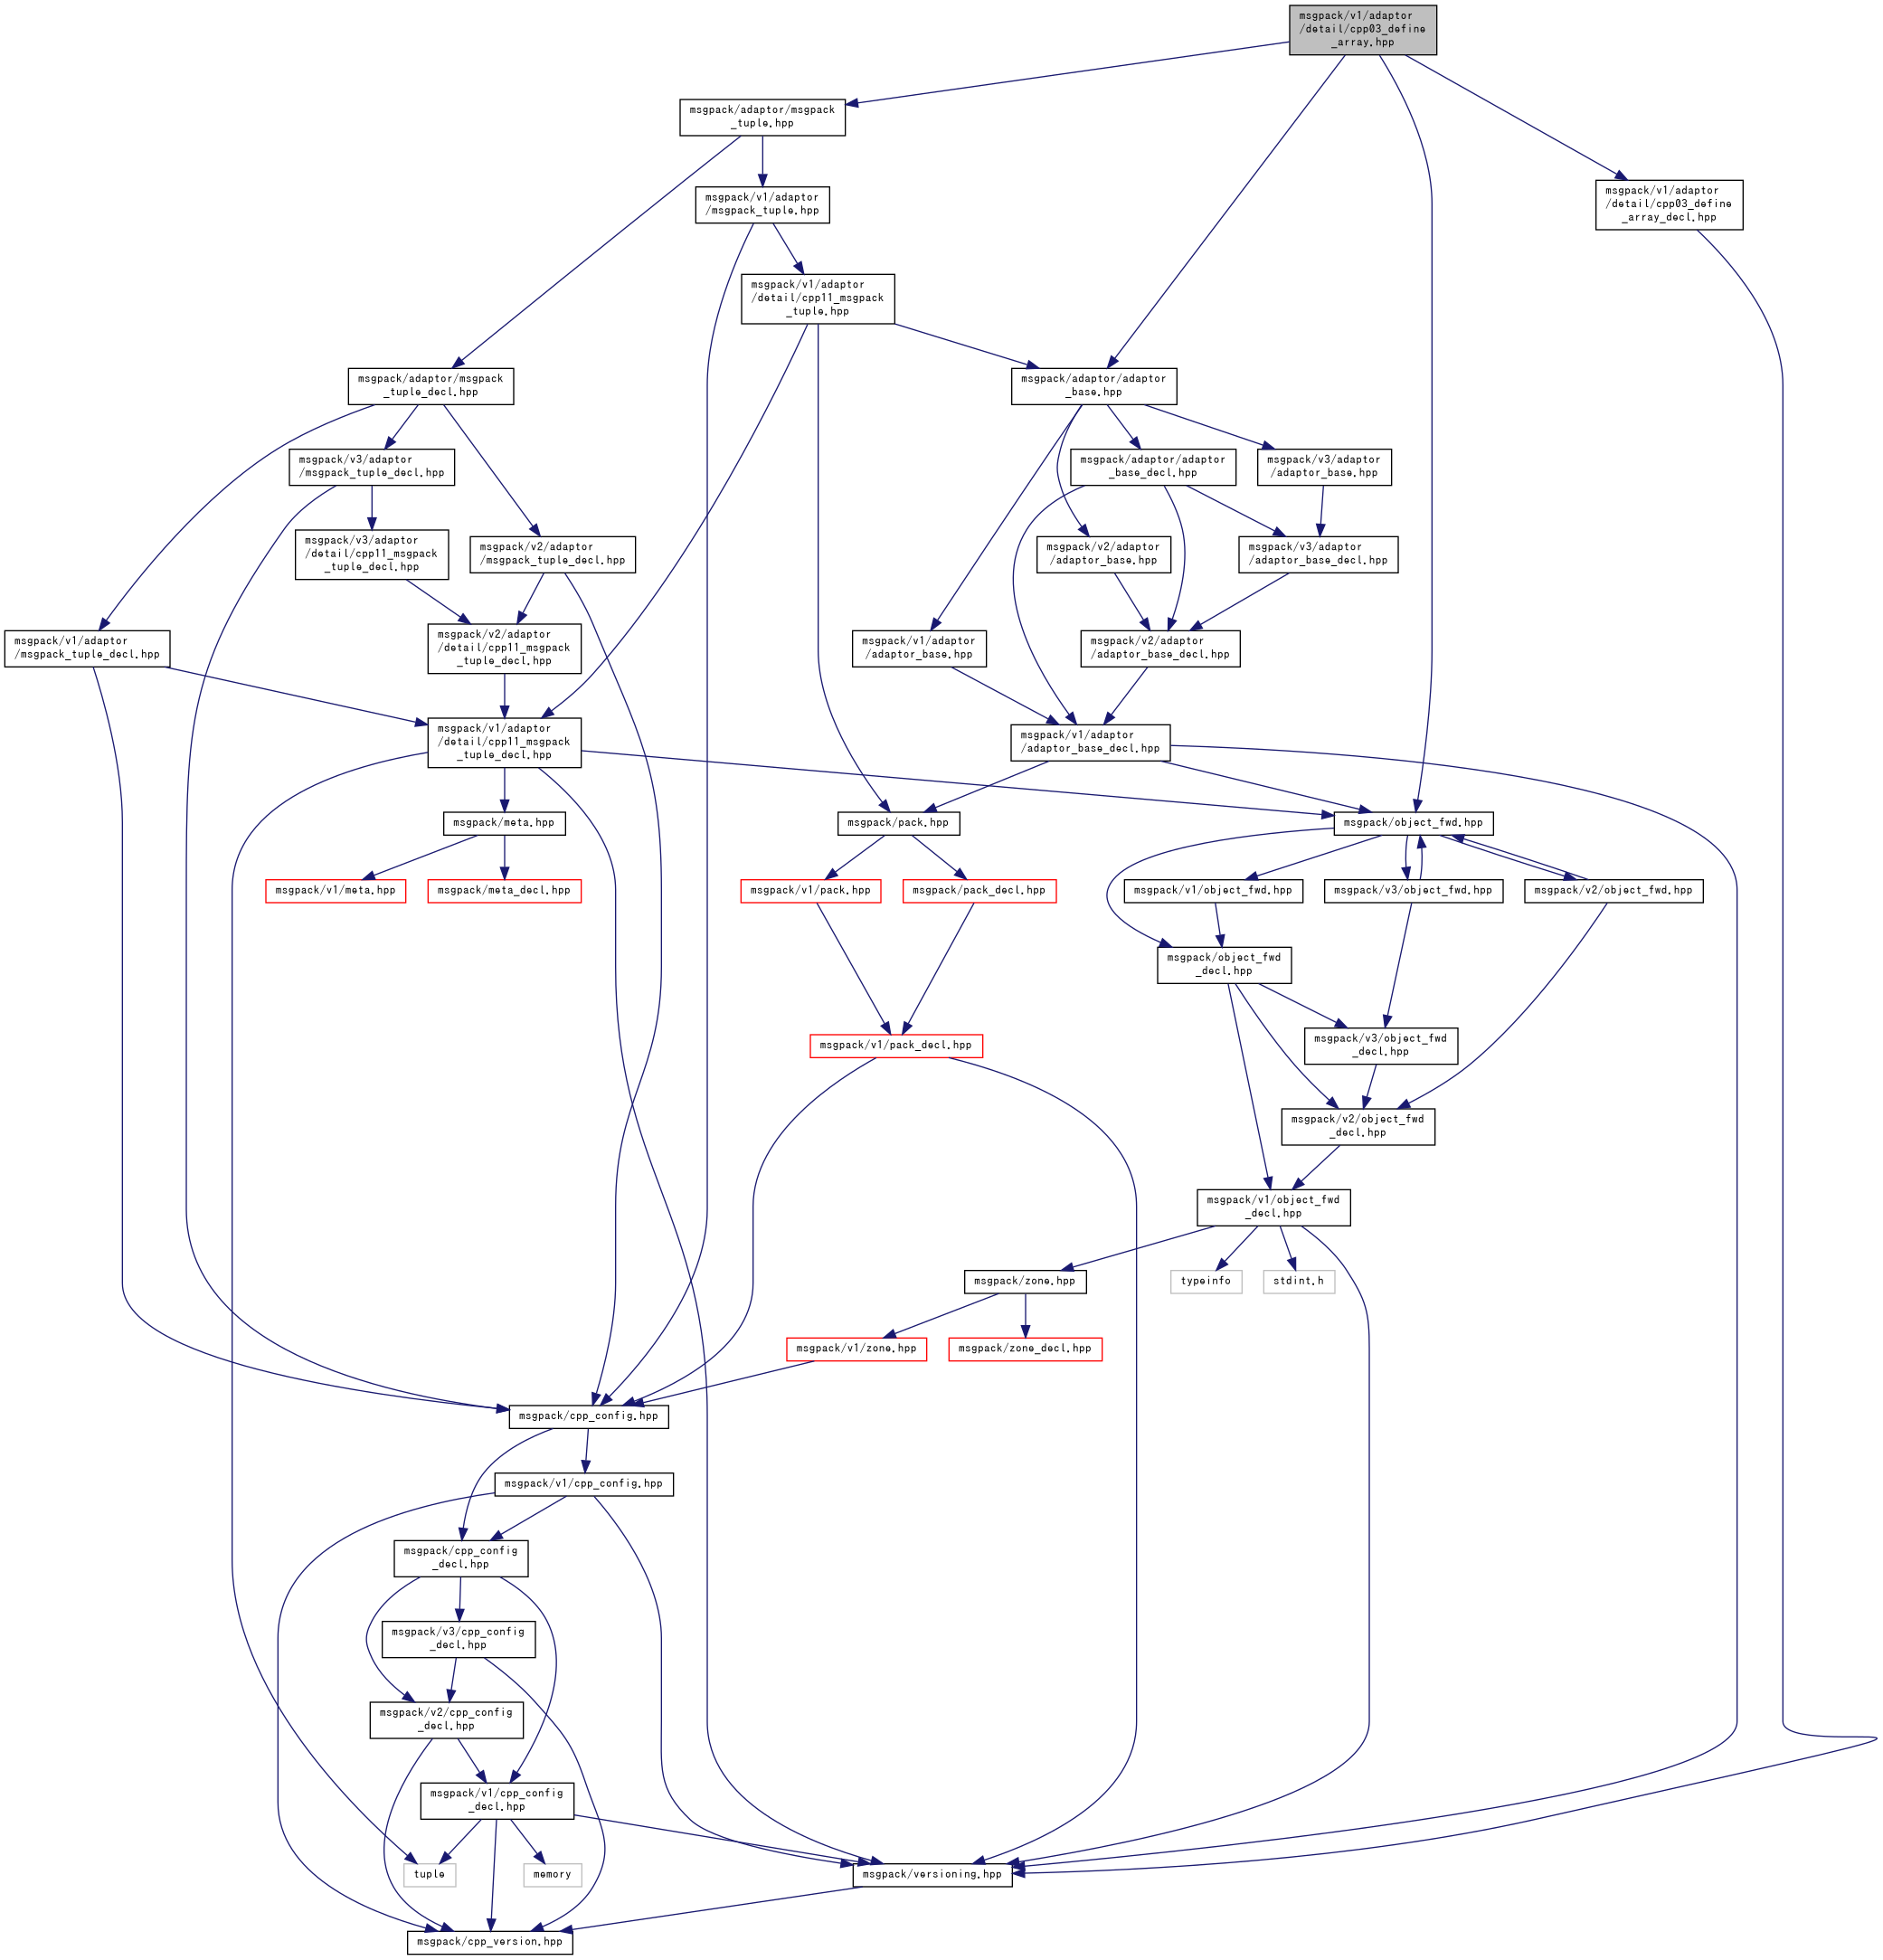 msgpack/v1/adaptor
/detail/cpp03_define
_array.hpp
msgpack/adaptor/msgpack
_tuple.hpp
msgpack/v1/adaptor
/msgpack_tuple.hpp
msgpack/v1/adaptor
/detail/cpp03_define
_array_decl.hpp
msgpack/v1/adaptor
/detail/cpp11_msgpack
_tuple.hpp
msgpack/adaptor/msgpack
_tuple_decl.hpp
msgpack/adaptor/adaptor
_base.hpp
msgpack/v3/adaptor
/msgpack_tuple_decl.hpp
msgpack/adaptor/adaptor
_base_decl.hpp
msgpack/v3/adaptor
/adaptor_base.hpp
msgpack/v3/adaptor
/detail/cpp11_msgpack
_tuple_decl.hpp
msgpack/v2/adaptor
/msgpack_tuple_decl.hpp
msgpack/v2/adaptor
/adaptor_base.hpp
msgpack/v3/adaptor
/adaptor_base_decl.hpp
msgpack/v1/adaptor
/msgpack_tuple_decl.hpp
msgpack/v2/adaptor
/detail/cpp11_msgpack
_tuple_decl.hpp
msgpack/v1/adaptor
/adaptor_base.hpp
msgpack/v2/adaptor
/adaptor_base_decl.hpp
msgpack/v1/adaptor
/detail/cpp11_msgpack
_tuple_decl.hpp
msgpack/v1/adaptor
/adaptor_base_decl.hpp
msgpack/meta.hpp
msgpack/pack.hpp
msgpack/object_fwd.hpp
msgpack/v1/meta.hpp
msgpack/meta_decl.hpp
msgpack/v1/pack.hpp
msgpack/pack_decl.hpp
msgpack/v1/object_fwd.hpp
msgpack/v3/object_fwd.hpp
msgpack/v2/object_fwd.hpp
msgpack/object_fwd
_decl.hpp
msgpack/v1/pack_decl.hpp
msgpack/v3/object_fwd
_decl.hpp
msgpack/v2/object_fwd
_decl.hpp
msgpack/v1/object_fwd
_decl.hpp
msgpack/zone.hpp
typeinfo
stdint.h
msgpack/v1/zone.hpp
msgpack/zone_decl.hpp
msgpack/cpp_config.hpp
msgpack/v1/cpp_config.hpp
msgpack/cpp_config
_decl.hpp
msgpack/v3/cpp_config
_decl.hpp
msgpack/v2/cpp_config
_decl.hpp
msgpack/v1/cpp_config
_decl.hpp
tuple
memory
msgpack/versioning.hpp
msgpack/cpp_version.hpp